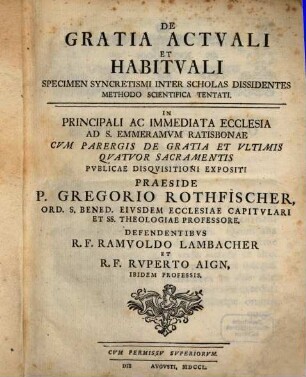 DE
GRATIA ACTVALI
ET
HABITVALI
SPECIMEN SYNCRETISMI INTER SCHOLAS DISSIDENTES
METHODO SCIENTIFICA TENTATI.
IN
PRINCIPALI AC IMMEDIATA ECCLESIA
AD S. EMMERAMVM RATISBONAE
CVM PARERGIS DE GRATIA ET VLTIMIS
QVATVOR SACRAMENTIS
PVBLICAE DISQVISITIONI EXPOSITI
PRAESIDE
P. GREGORIO ROTHFISCHER,
ORD. S. BENED. EIVSDEM ECCLESIAE CAPITVLARI
ET SS. THEOLOGIAE PROFESSORE.
DEFENDENTIBVS
R. F. RAMVOLDO LAMBACHER
ET
R. F. RVPERTO AIGN,
IBIDEM PROFESSIS.
CVM PERMISSV SVPERIORVM.
DIE AVGVSTI, MDCCL.